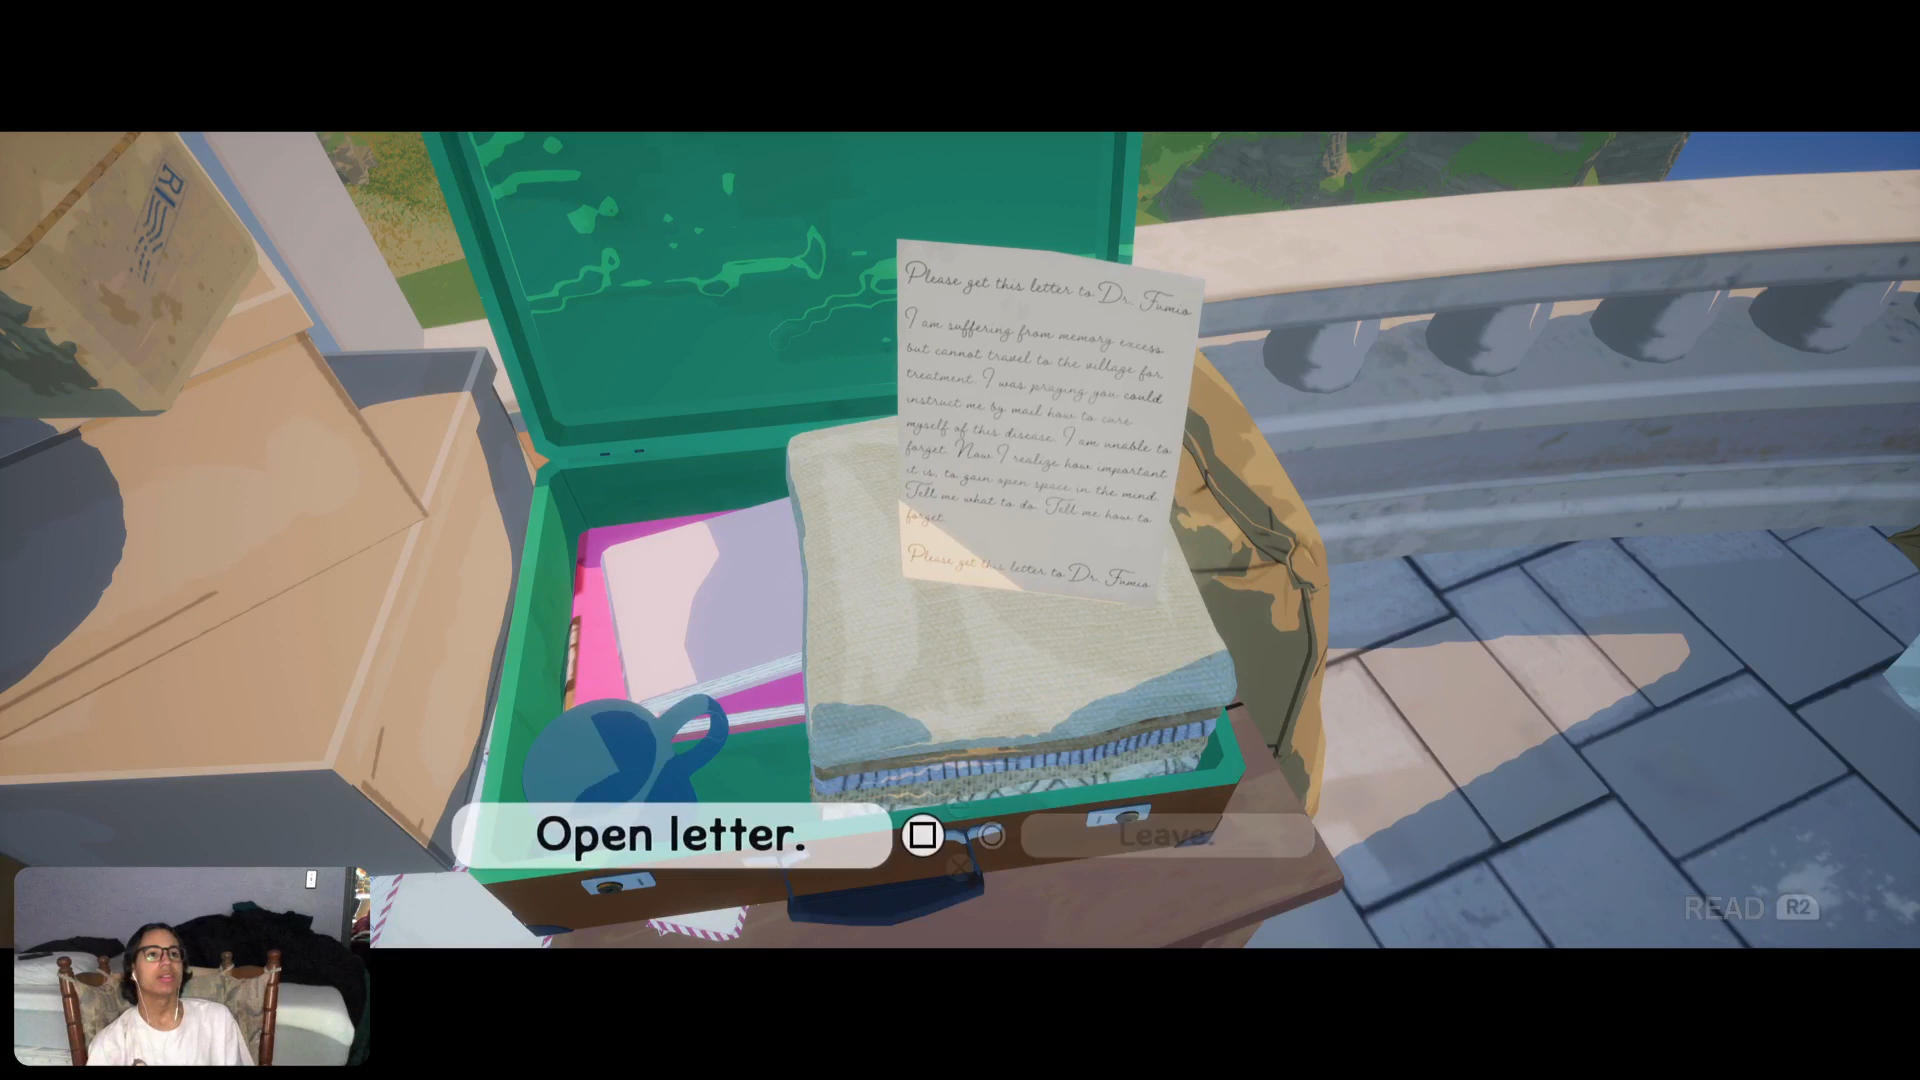 Please get this letter to Dr. Fumio
I am suffering from memory excess
but cannot travel to the village for
treatment. I was praying you could
instruct me by mail how to cure
myself of this disease. I am unable to
forget. Now I realize how important
it is, to gain open space in the mind.
Tell me what to do. Tell me how to
forget.
Please get this letter to Dr. Fumio
Open letter.
Leave.
READ R2